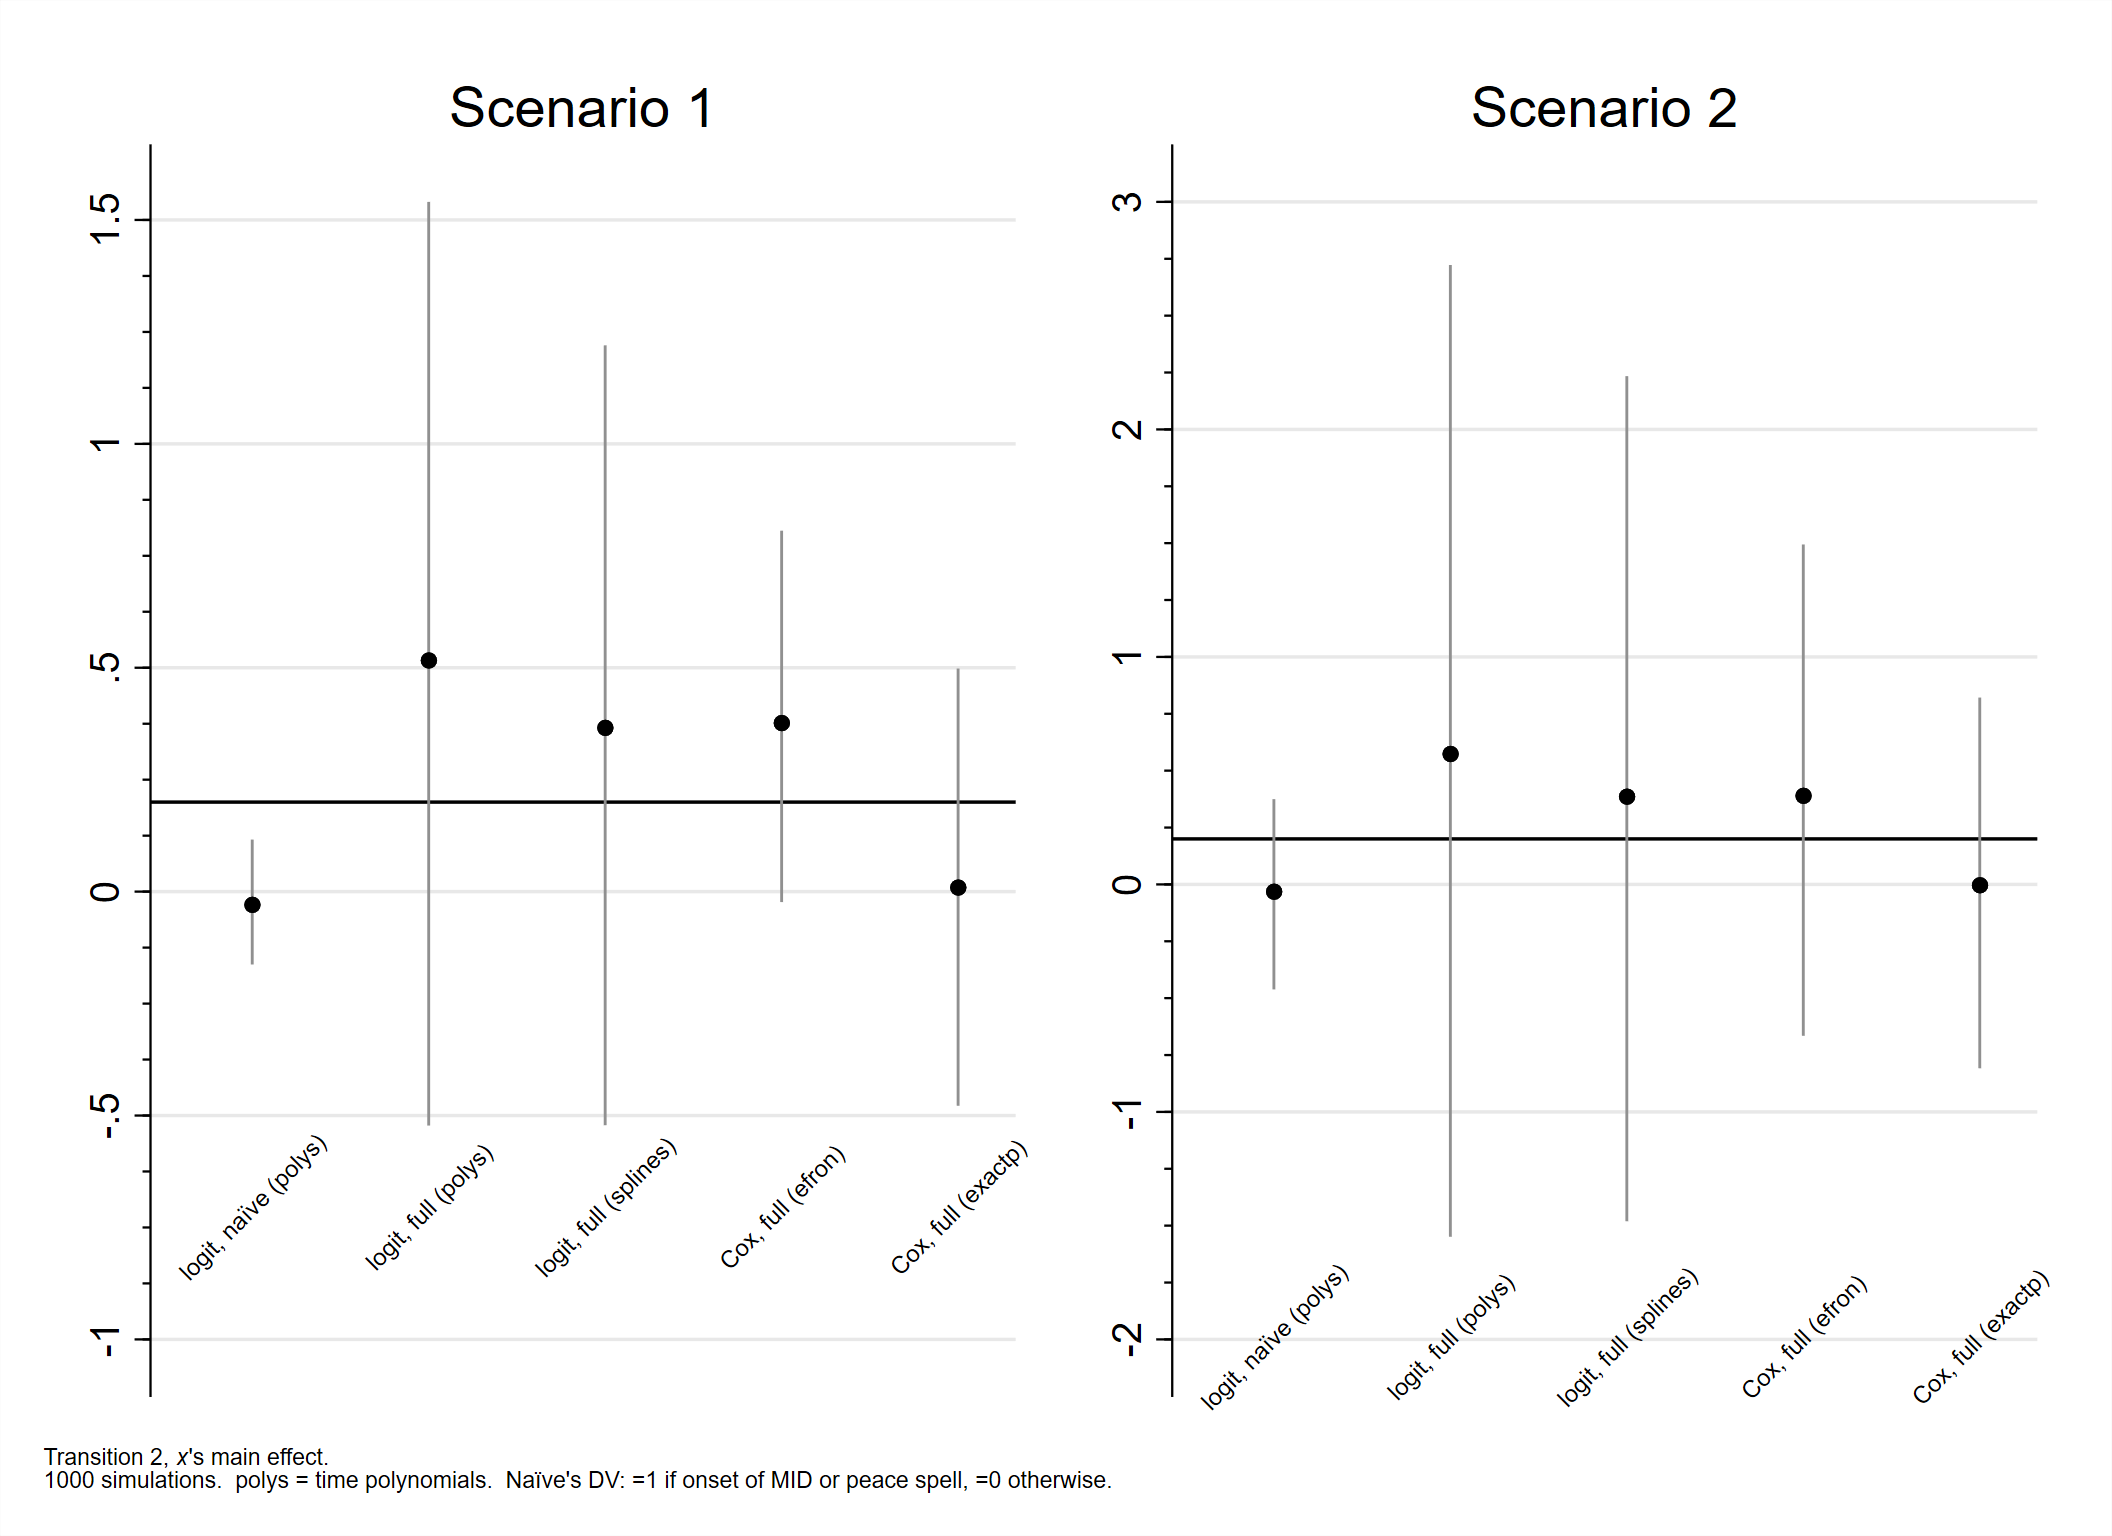 Scenario 1
1.5
1
.5
0
-.5
-1
logit, naïve (polys)
logit, full (polys)
logit, full (splines)
Cox, full (efron)
Cox, full (exactp)
Scenario 2
3
2
1
0
-1
-2
logit, naïve (polys)
logit, full (polys)
logit, full (splines)
Cox, full (efron)
Cox, full (exactp)
Transition 2, x's main effect.
1000 simulations.  polys = time polynomials.  Naïve's DV: =1 if onset of MID or peace spell, =0 otherwise.